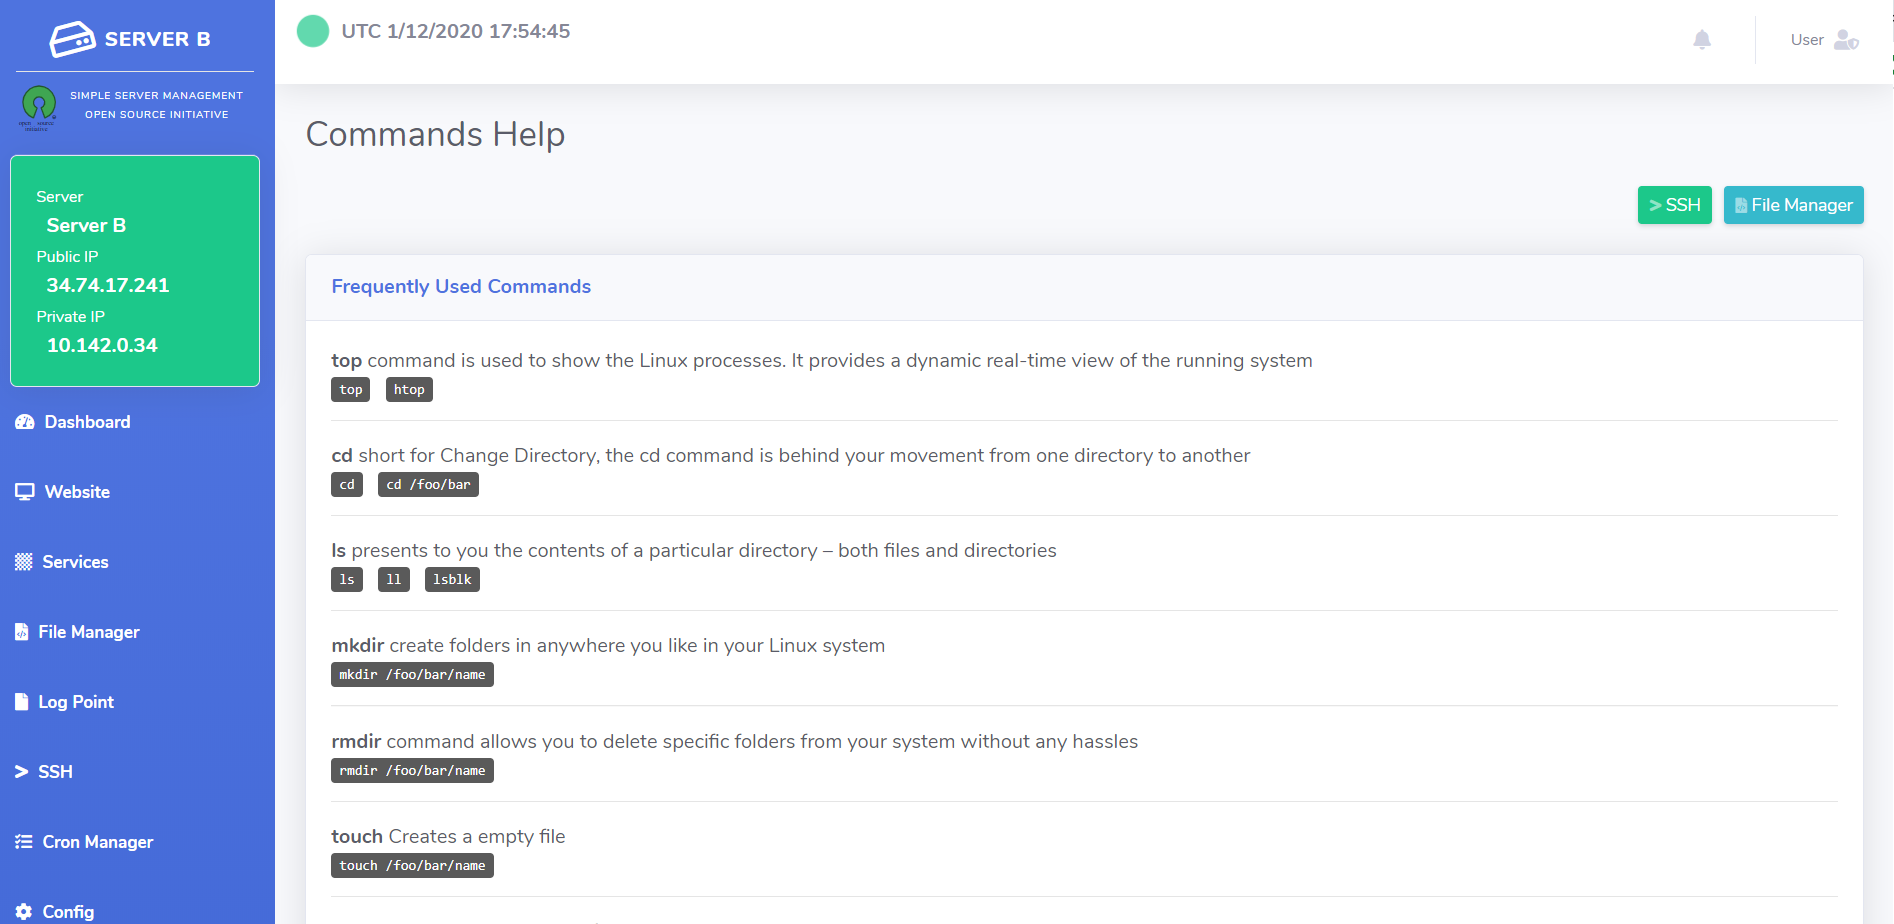 SERVER B
open source
initiative
SIMPLE SERVER MANAGEMENT
OPEN SOURCE INITIATIVE
Server
Server B
Public IP
34.74.17.241
Private IP
10.142.0.34
Dashboard
Website
Services
File Manager
Log Point
> SSH
Cron Manager
Config
UTC 1/12/2020 17:54:45
User
Commands Help
> SSH
File Manager
Frequently Used Commands
top command is used to show the Linux processes. It provides a dynamic real-time view of the running system
top htop
cd short for Change Directory, the cd command is behind your movement from one directory to another
cd cd /foo/bar
ls presents to you the contents of a particular directory – both files and directories
ls ll lsblk
mkdir create folders in anywhere you like in your Linux system
mkdir /foo/bar/name
rmdir command allows you to delete specific folders from your system without any hassles
rmdir /foo/bar/name
touch Creates a empty file
touch /foo/bar/name